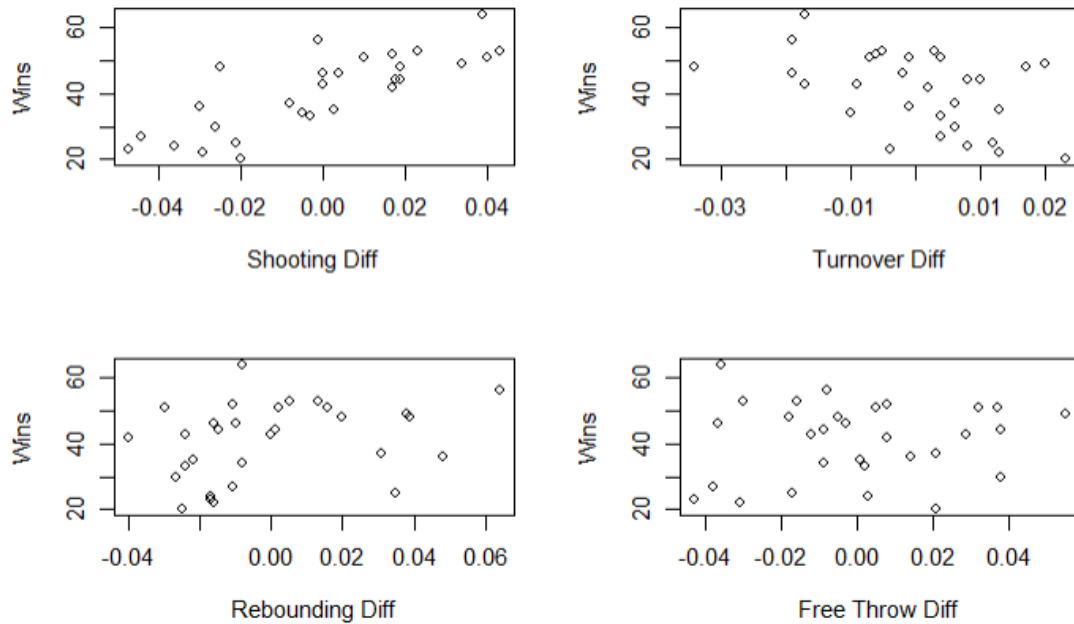 Wins
60
40
20
-0.04 -0.02 0.00 0.02 0.04
Shooting Diff
Wins
60
40
20
-0.03 -0.01 0.01 0.02
Turnover Diff
Wins
60
40
20
-0.04 0.00 0.02 0.04 0.06
Rebounding Diff
Wins
60
40
20
-0.04 -0.02 0.00 0.02 0.04
Free Throw Diff